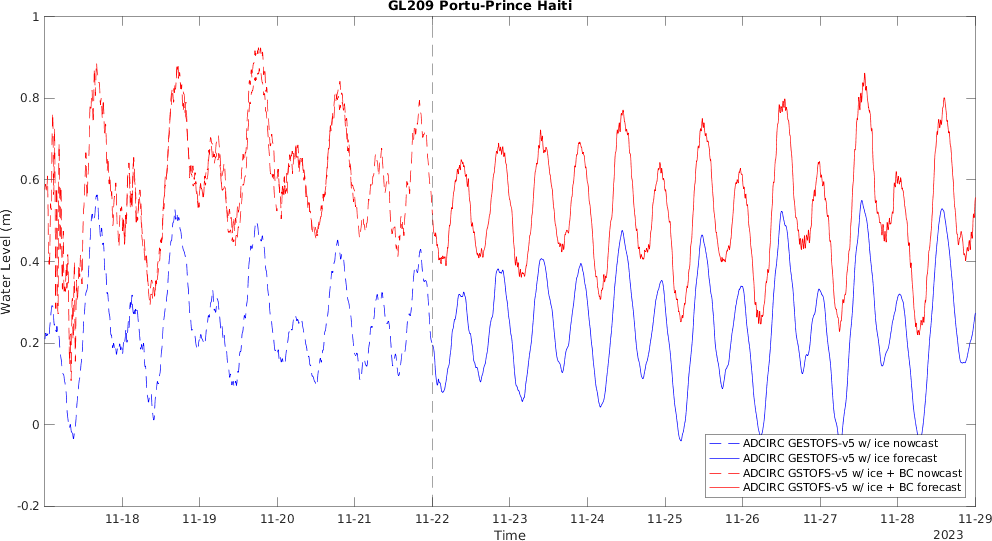 GL209 Portu-Prince Haiti
1
0.8
0.6
0.4
0.2
0
-0.2
Water Level (m)
11-18 11-19 11-20 11-21 11-22 11-23 11-24 11-25 11-26 11-27 11-28 11-29
Time
2023
ADCIRC GESTOFS-v5 w/ ice nowcast
ADCIRC GESTOFS-v5 w/ ice forecast
ADCIRC GSTOFS-v5 w/ ice + BC nowcast
ADCIRC GSTOFS-v5 w/ ice + BC forecast